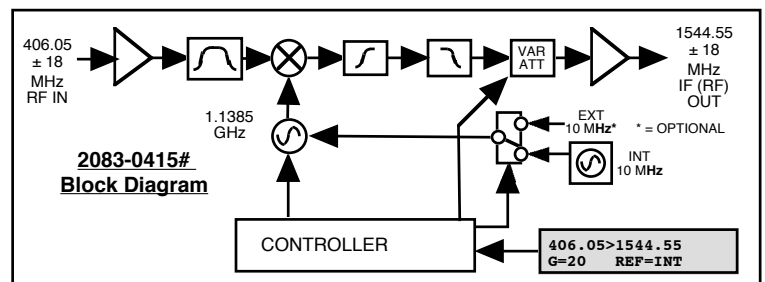 406.05
± 18
MHz
RF IN
VAR
ATT
1544.55
± 18
MHz
IF (RF)
OUT
1.1385
GHz
EXT
10 MHz*
* = OPTIONAL
INT
10 MHz
2083-0415#
Block Diagram
CONTROLLER
406.05>1544.55
G=20 REF=INT